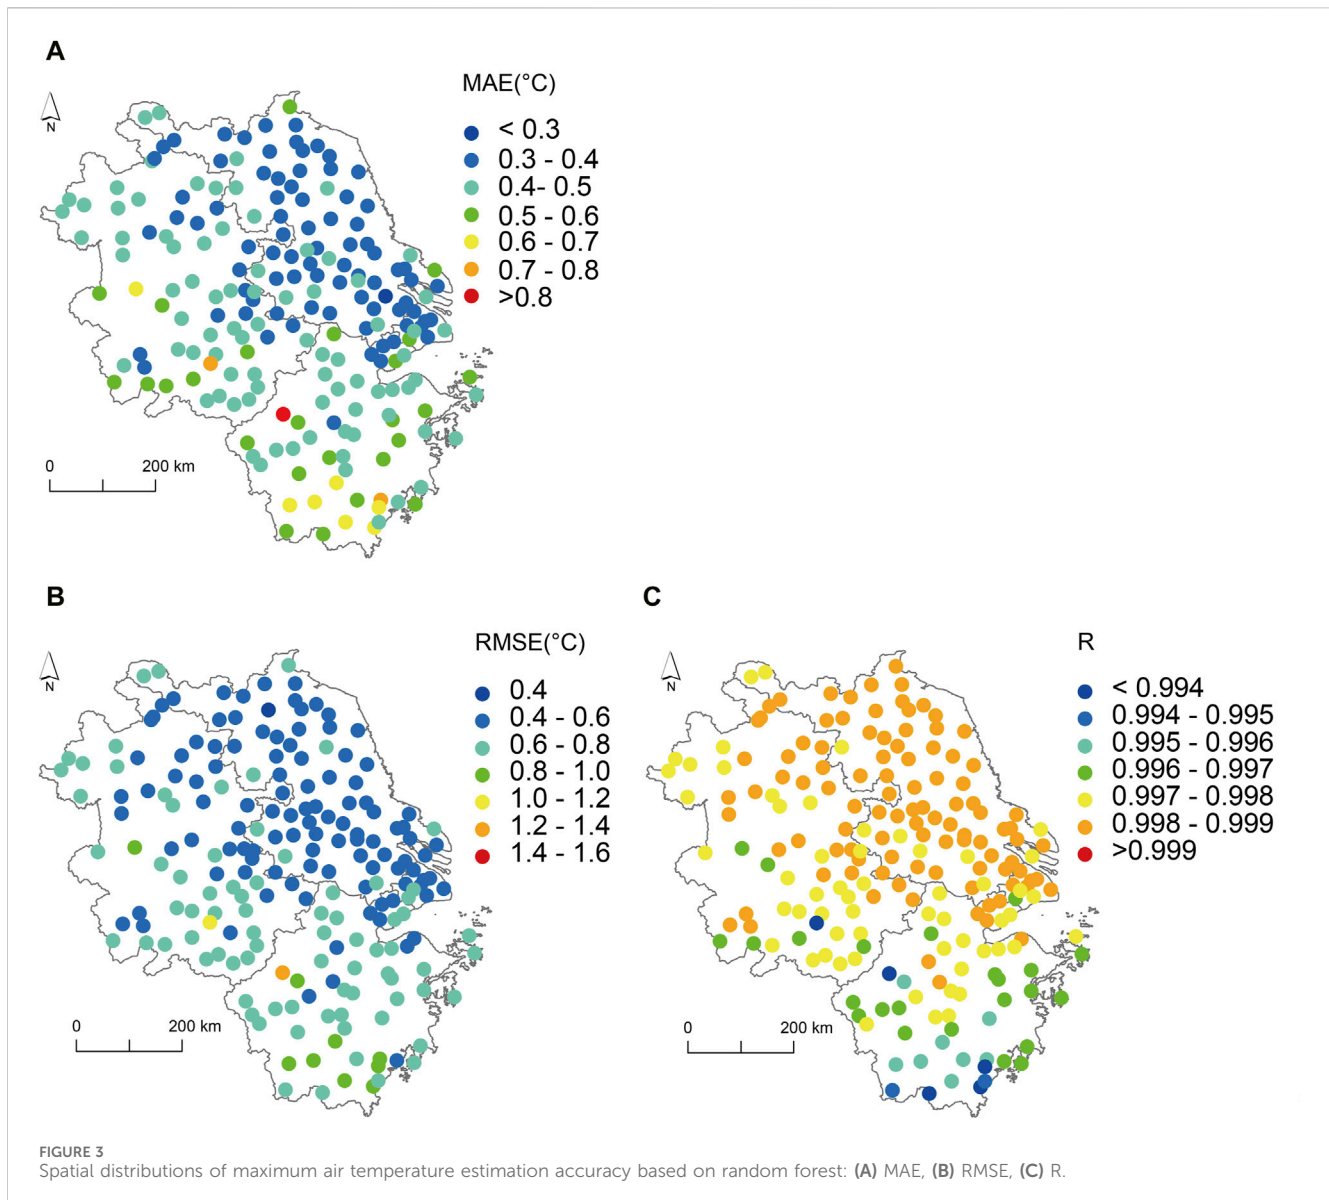 A
MAE(°C)
N
< 0.3
0.3 - 0.4
0.4- 0.5
0.5 - 0.6
0.6 - 0.7
0.7 - 0.8
>0.8
0 200 km
B
RMSE(°C)
N
0.4
0.4 - 0.6
0.6 - 0.8
0.8 - 1.0
1.0 - 1.2
1.2 - 1.4
1.4 - 1.6
0 200 km
C
R
N
< 0.994
0.994 - 0.995
0.995 - 0.996
0.996 - 0.997
0.997 - 0.998
0.998 - 0.999
>0.999
0 200 km
FIGURE 3
Spatial distributions of maximum air temperature estimation accuracy based on random forest: (A) MAE, (B) RMSE, (C) R.